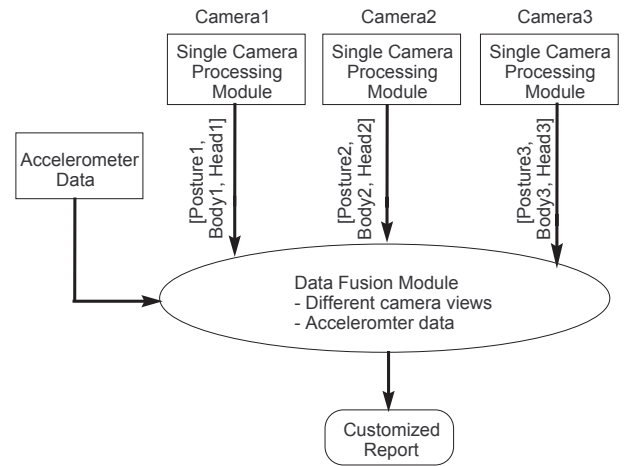 Camera1
Camera2
Camera3
Single Camera
Processing
Module
Single Camera
Processing
Module
Single Camera
Processing
Module
Accelerometer
Data
[Posture1,
Body1, Head1]
[Posture2,
Body2, Head2]
[Posture3,
Body3, Head3]
Data Fusion Module
- Different camera views
- Acceleromter data
Customized
Report